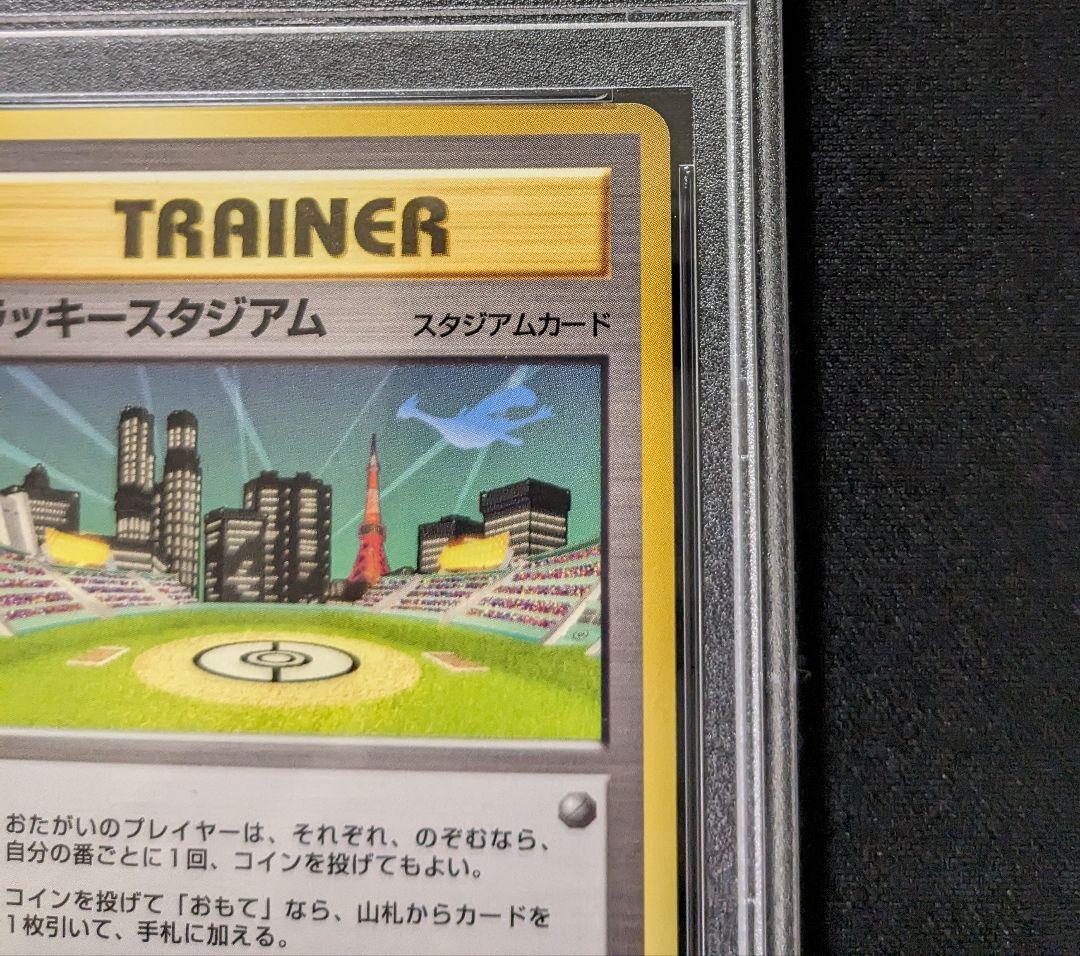 TRAINER
ラッキースタジアム
スタジアムカード
おたがいのプレイヤーは、それぞれ、のぞむなら、
自分の番ごとに1回、コインを投げてもよい。
コインを投げて「おもて」なら、山札からカードを
1枚引いて、手札に加える。